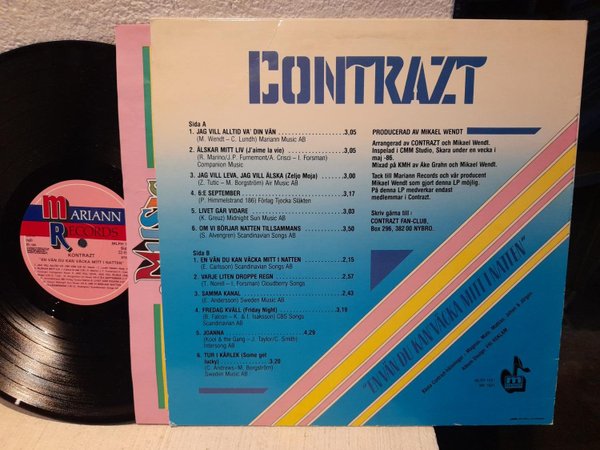 CONTRAZT
Side A
1. JAG VILL ALLTID VA' DIN VÄN 3,05
(M. Wendt – C. Lundh) Mariann Music AB
2. ÄLSKAR MITT LIV (J'aime la vie) 3,05
(R. Marino/J.P. Furnemont/A. Crisci – I. Forsman)
Companion Music
3. JAG VILL LEVA, JAG VILL ÄLSKA (Zeljo Moja) 3,00
(Z. Tutic – M. Borgström) Air Music AB
4. 6:E SEPTEMBER 3,17
(P. Himmelstrand 186) Förlag Tjocka Släkten
5. LIVET GÅR VIDARE 3,03
(K. Greuz) Midnight Sun Music AB
6. OM VI BÖRJAR NATTEN TILLSAMMANS 3,50
(S. Alvengren) Scandinavian Songs AB
Side B
1. EN VÄN DU KAN VÄCKA MITT I NATTEN 2,15
(E. Carlsson) Scandinavian Songs AB
2. VARJE LITEN DROPPE REGN 2,57
(T. Norell – I. Forsman) Cloudberry Songs
3. SAMMA KANAL 2,43
(E. Andersson) Sweden Music AB
4. FREDAG KVÄLL (Friday Night) 3,19
(B. Falcon – K. & I. Isaksson) CBS Songs
Scandinavian AB
5. JOANNA 4,29
(Kool & the Gang – J. Taylor/C. Smith)
Intersong AB
6. TUR I KÄRLEK (Some get
lucky) 3,20
(C. Andrews – M. Borgström)
Sweden Music AB
PRODUCERAD AV MIKAEL WENDT
Arrangerad av CONTRAZT och Mikael Wendt.
Inspelad i CMM Studio, Skara under en vecka i
maj -86.
Mixad på KMH av Åke Grahn och Mikael Wendt.
Tack till Mariann Records och vår producent
Mikael Wendt som gjort denna LP möjlig.
På denna LP medverkar endast
medlemmar i Contrazt.
Skriv gärna till:
CONTRAZT FAN-CLUB,
Box 296, 382 00 NYBRO.
"EN VÄN DU KAN VÄCKA MITT I NATTEN"
MARIANN
RECORDS
KONTRAZT
"EN VÄN DU KAN VÄCKA MITT I NATTEN"
MUSIC